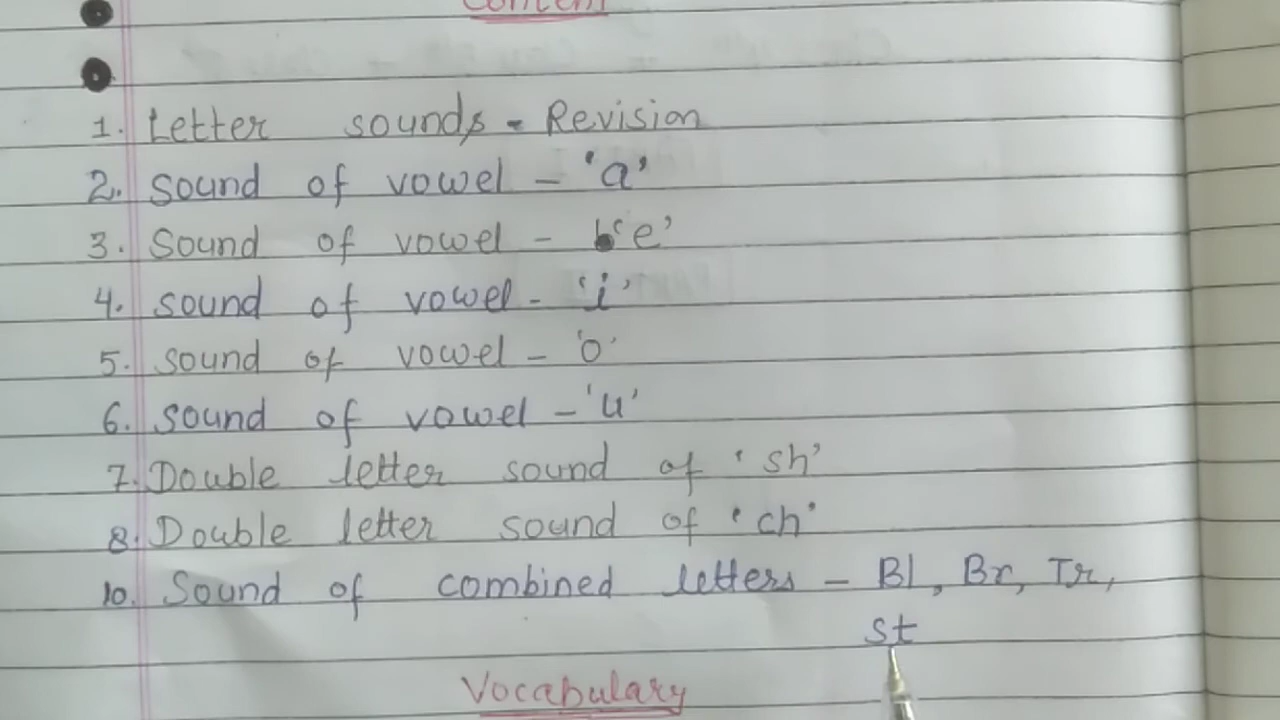 Content
1. Letter sounds - Revision
2. Sound of vowel - 'a'
3. Sound of vowel - 'e'
4. Sound of vowel - 'i'
5. Sound of vowel - 'o'
6. Sound of vowel - 'u'
7. Double letter sound of 'sh'
8. Double letter sound of 'ch'
10. Sound of combined letters - Bl, Br, Tr,
st
Vocabulary